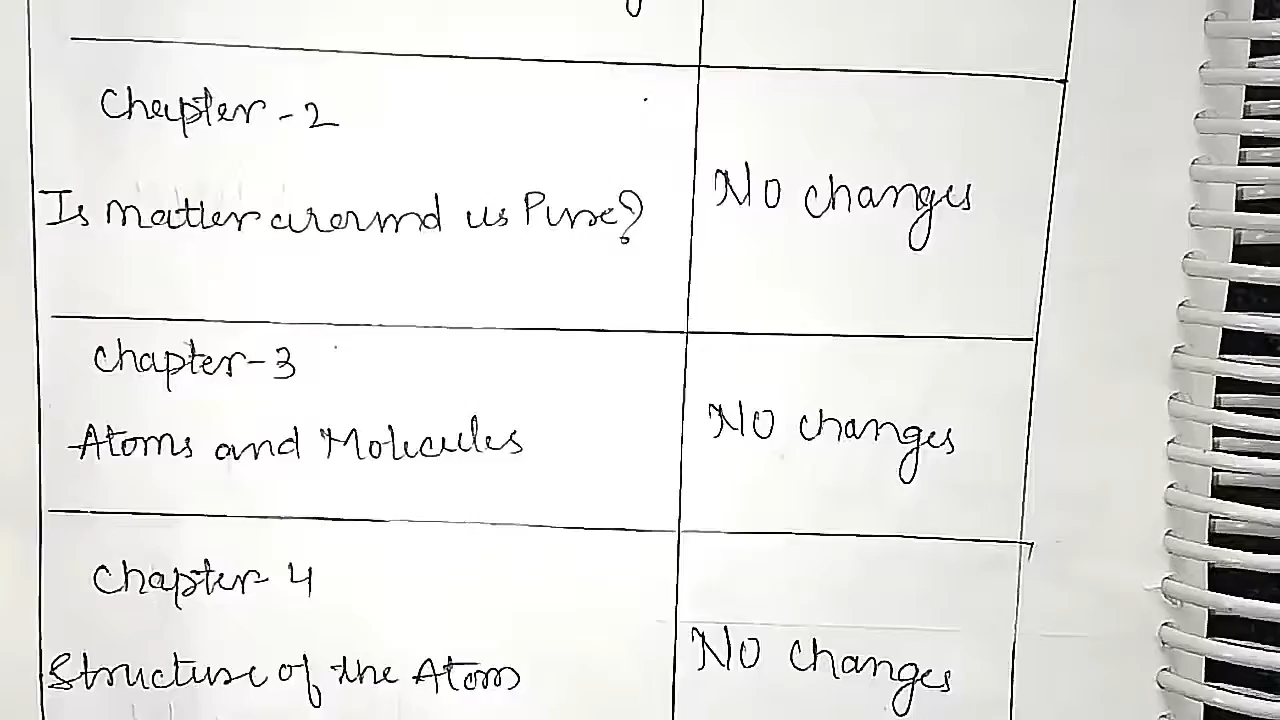 Chapter - 2
Is Matter around us Pure?
No changes
Chapter-3
Atoms and Molecules
No changes
Chapter 4
Structure of the Atom
No changes